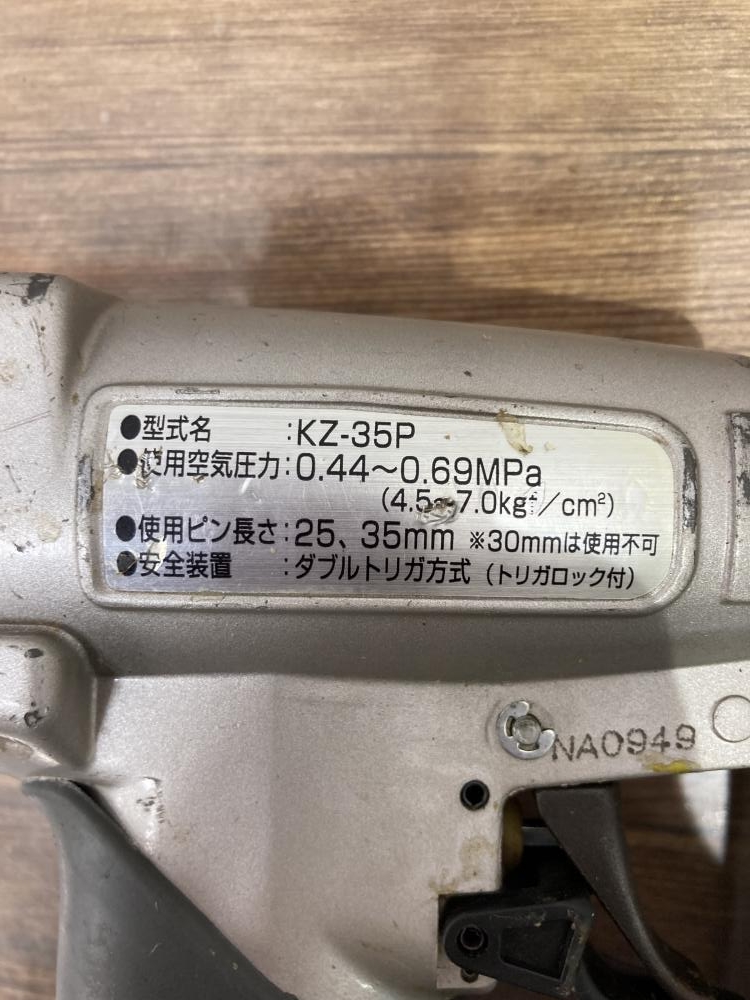 ●型式名 :KZ-35P
●使用空気圧力:0.44～0.69MPa
(4.5～7.0kgf/cm²)
●使用ピン長さ:25、35mm ※30mmは使用不可
●安全装置 :ダブルトリガ方式（トリガロック付）
NA0949